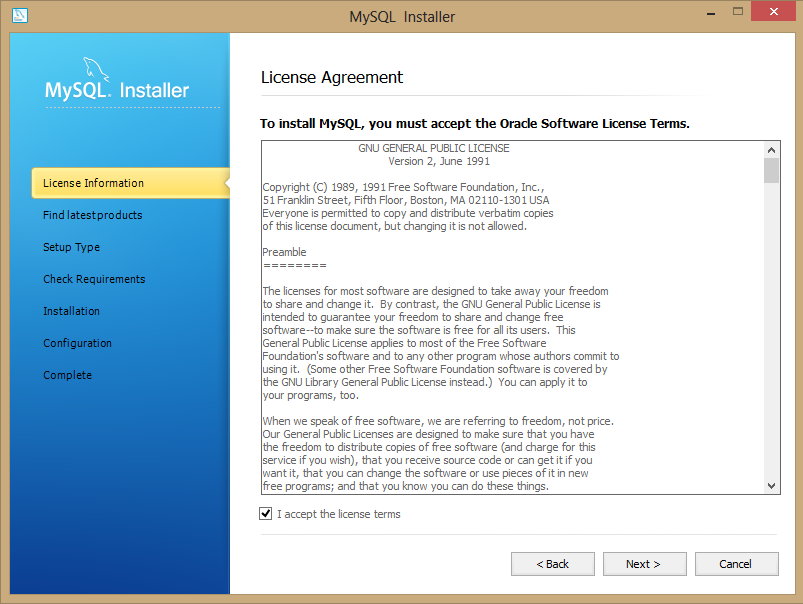 MySQL Installer
MySQL. Installer
License Information
Find latest products
Setup Type
Check Requirements
Installation
Configuration
Complete
License Agreement
To install MySQL, you must accept the Oracle Software License Terms.
GNU GENERAL PUBLIC LICENSE
Version 2, June 1991
Copyright (C) 1989, 1991 Free Software Foundation, Inc.,
51 Franklin Street, Fifth Floor, Boston, MA 02110-1301 USA
Everyone is permitted to copy and distribute verbatim copies
of this license document, but changing it is not allowed.
Preamble
========
The licenses for most software are designed to take away your freedom
to share and change it. By contrast, the GNU General Public License is
intended to guarantee your freedom to share and change free
software--to make sure the software is free for all its users. This
General Public License applies to most of the Free Software
Foundation's software and to any other program whose authors commit to
using it. (Some other Free Software Foundation software is covered by
the GNU Library General Public License instead.) You can apply it to
your programs, too.
When we speak of free software, we are referring to freedom, not price.
Our General Public Licenses are designed to make sure that you have
the freedom to distribute copies of free software (and charge for this
service if you wish), that you receive source code or can get it if you
want it, that you can change the software or use pieces of it in new
free programs; and that you know you can do these things.
I accept the license terms
< Back
Next >
Cancel